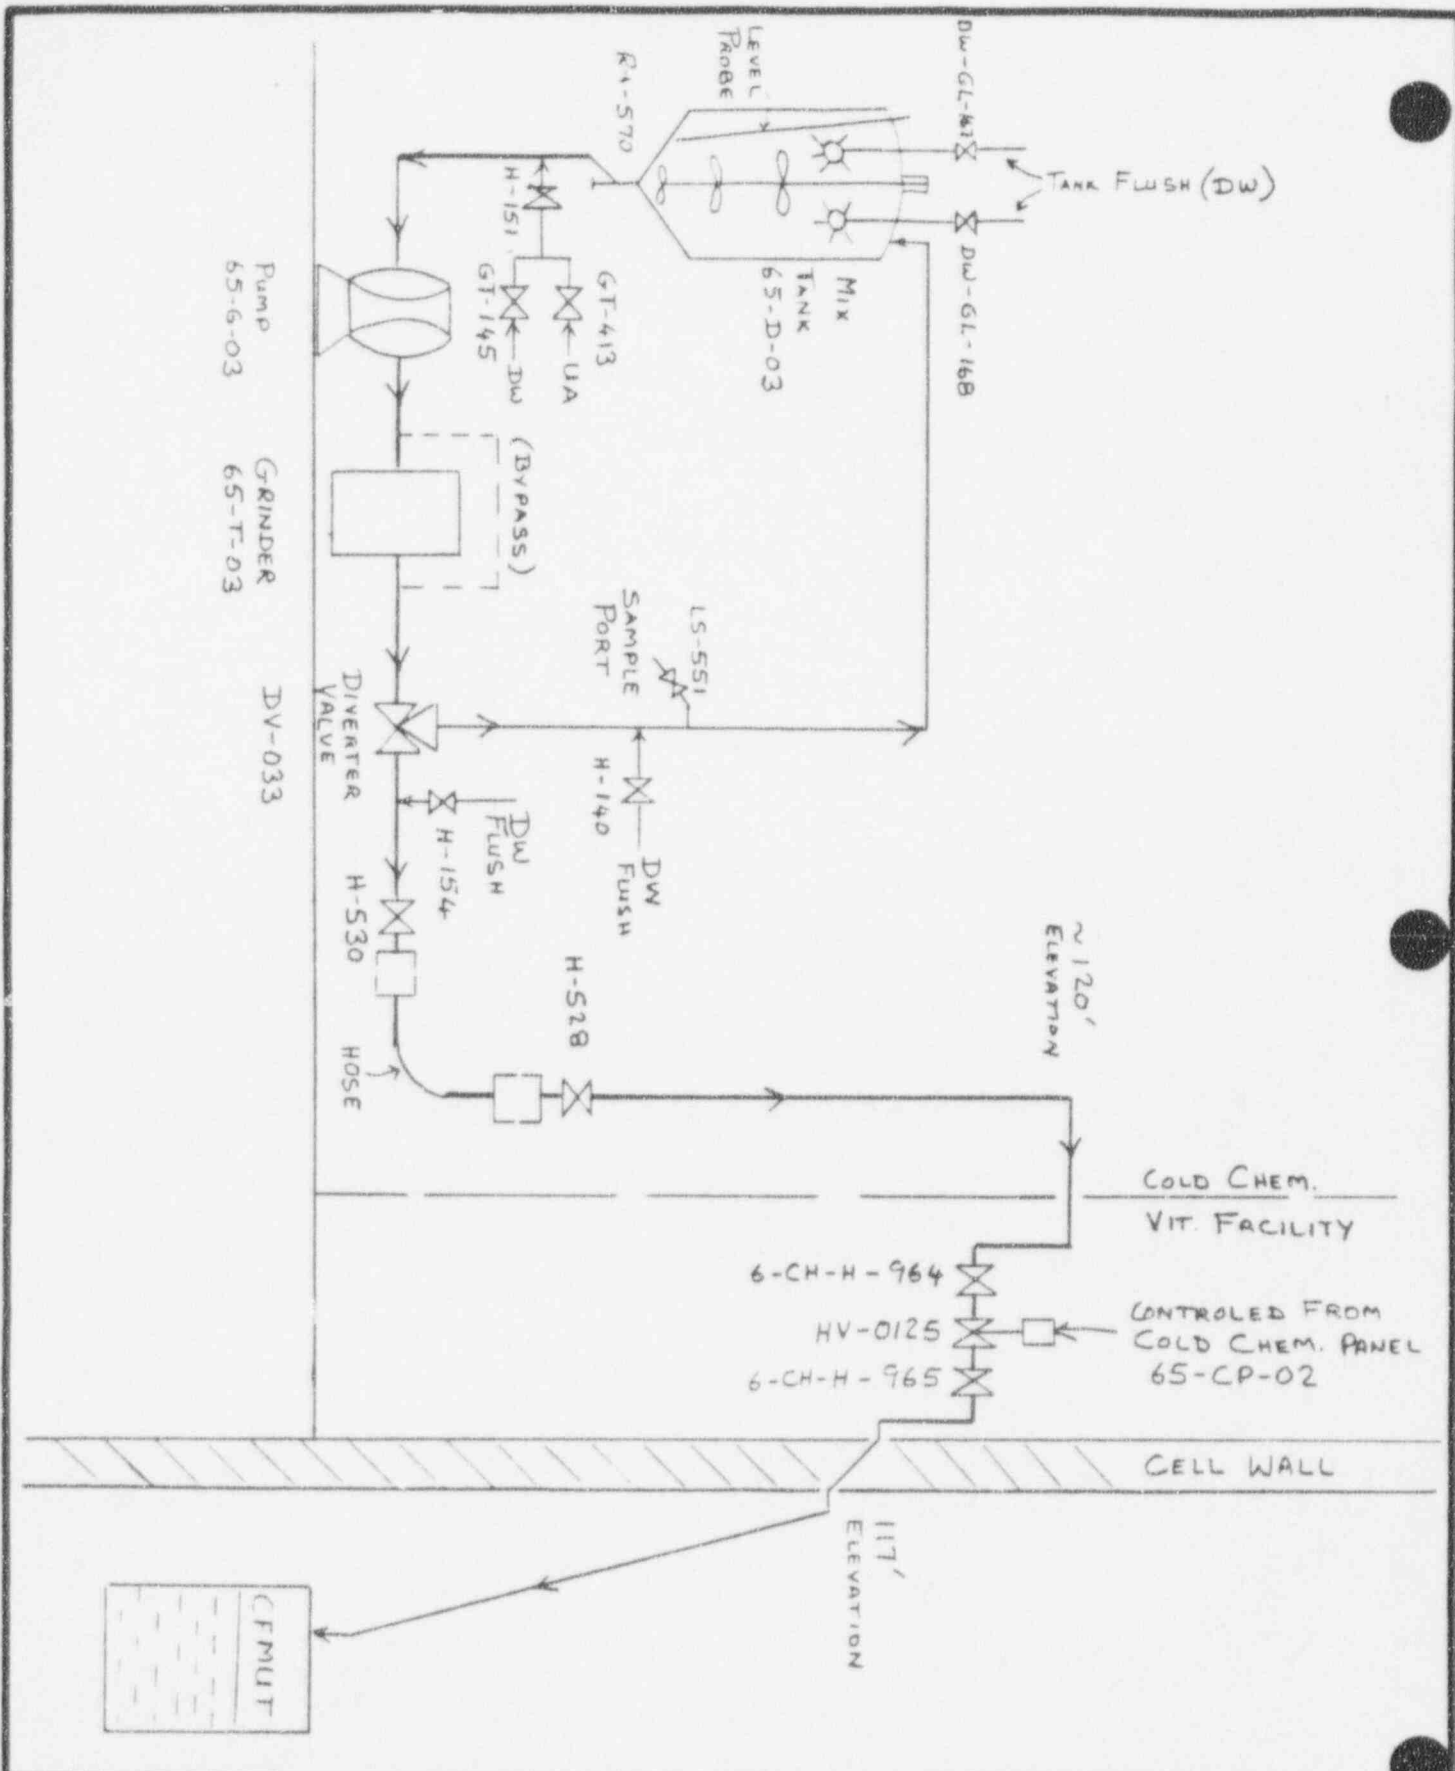 DW-GL-167
LEVEL
PROBE
TANK FLUSH (DW)
DW-GL-168
MIX
TANK
65-D-03
H-151
GT-413
UA
GT-145
DW
PUMP
65-G-03
(BYPASS)
GRINDER
65-T-03
LS-551
SAMPLE
PORT
DIVERTER
VALVE
DV-033
H-140
DW
FLUSH
DW
FLUSH
H-154
H-530
HOSE
H-528
~120'
ELEVATION
COLD CHEM.
VIT. FACILITY
6-CH-H-964
HV-0125
6-CH-H-965
CONTROLED FROM
COLD CHEM. PANEL
65-CP-02
CELL WALL
117'
ELEVATION
CFMUT